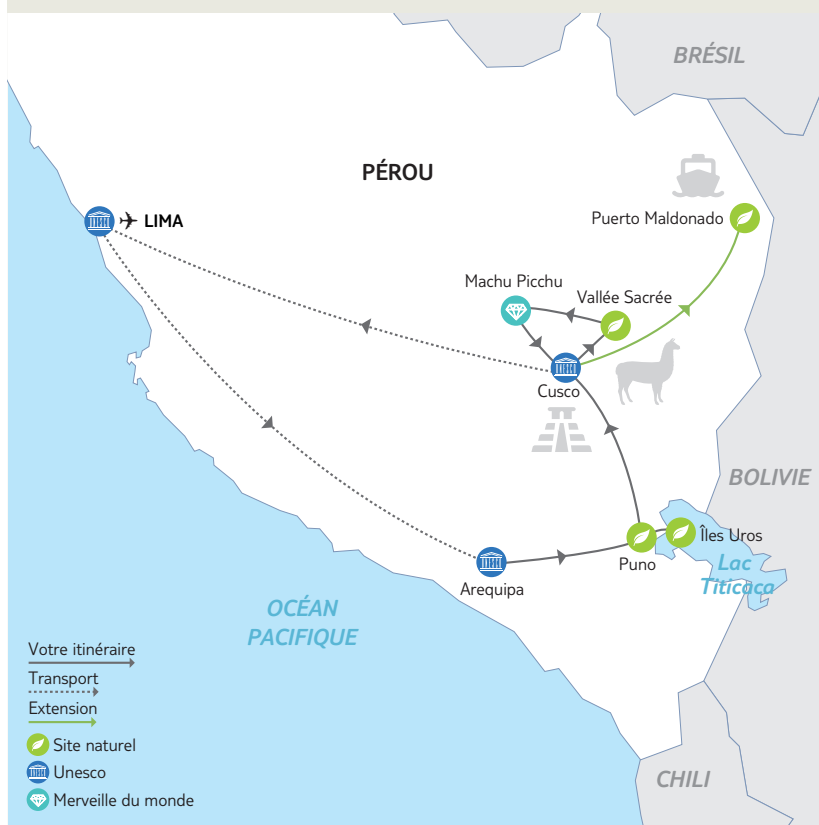 BRÉSIL
PÉROU
Puerto Maldonado
LIMA
Machu Picchu
Vallée Sacrée
Cusco
BOLIVIE
Îles Uros
Puno
Lac
Titicaca
Arequipa
OCÉAN
PACIFIQUE
Votre itinéraire
Transport
Extension
Site naturel
Unesco
Merveille du monde
CHILI